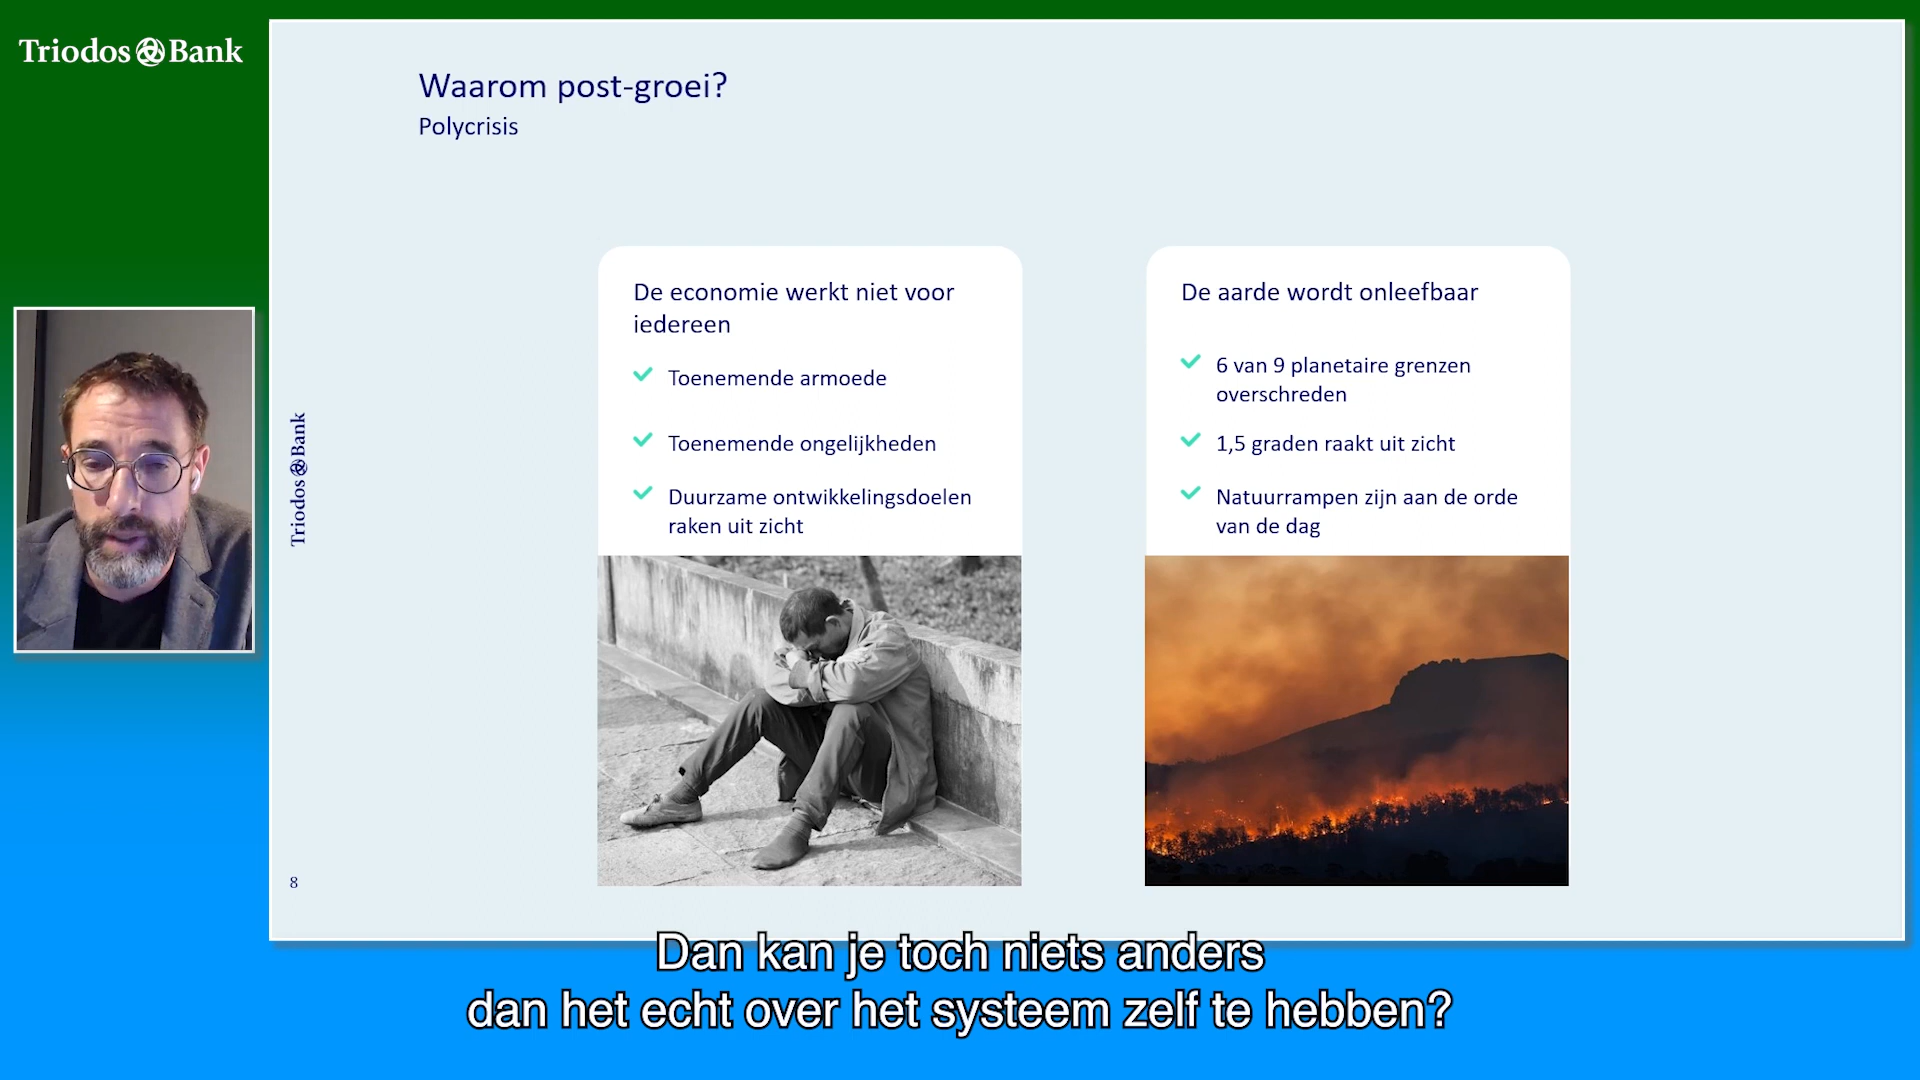 Triodos Bank
Waarom post-groei?
Polycrisis
De economie werkt niet voor
iedereen
Toenemende armoede
Toenemende ongelijkheden
Duurzame ontwikkelingsdoelen
raken uit zicht
De aarde wordt onleefbaar
6 van 9 planetaire grenzen
overschreden
1,5 graden raakt uit zicht
Natuurrampen zijn aan de orde
van de dag
Triodos Bank
8
Dan kan je toch niets anders
dan het echt over het systeem zelf te hebben?